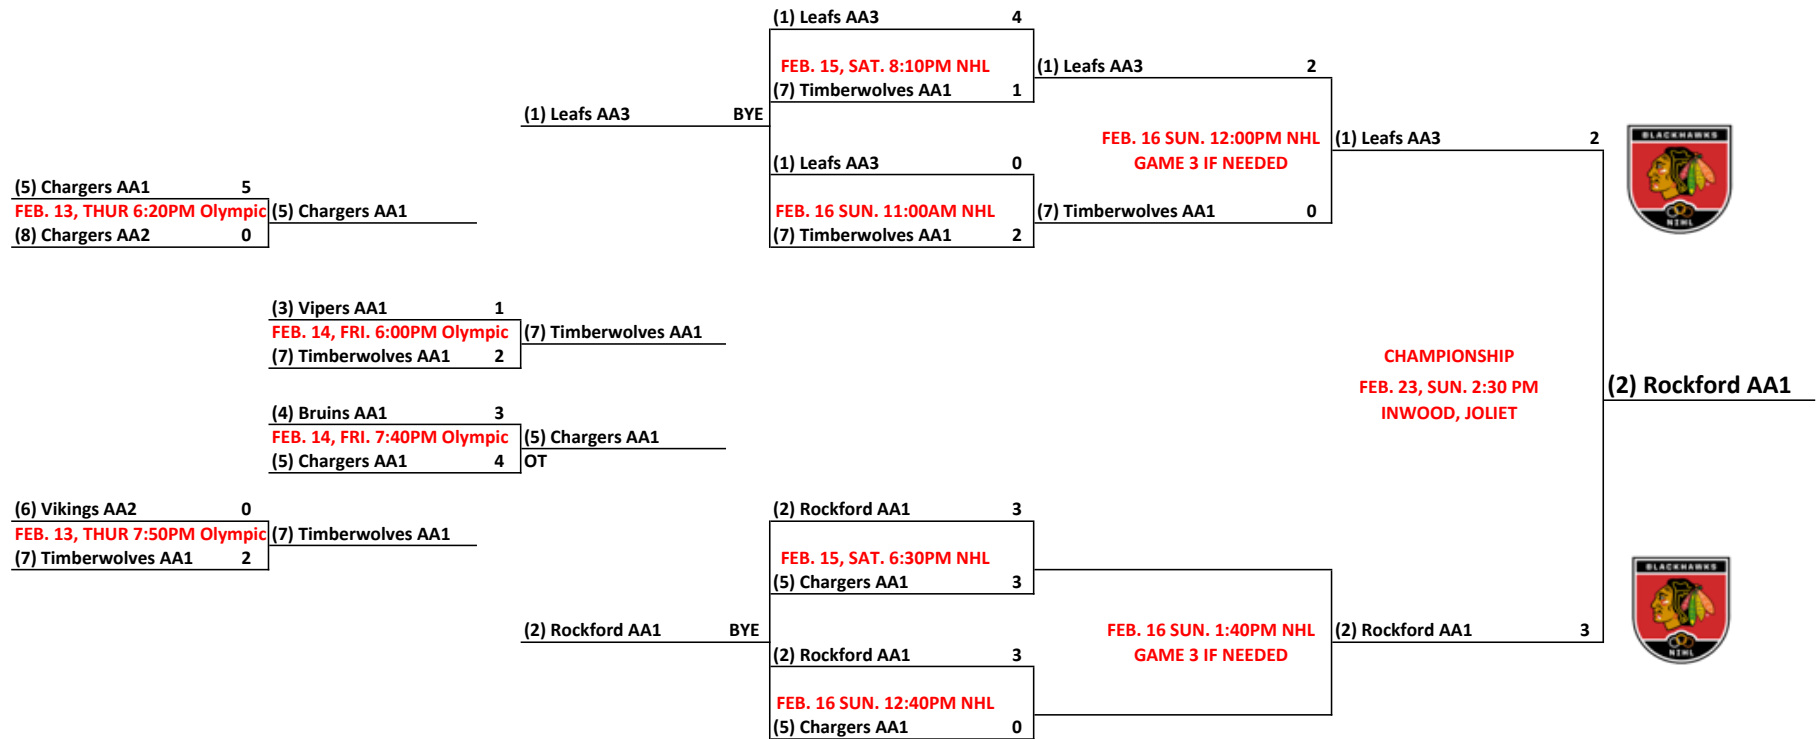 (1) Leafs AA3 4
FEB. 15, SAT. 8:10PM NHL
(1) Leafs AA3 2
(7) Timberwolves AA1 1
(1) Leafs AA3 BYE
FEB. 16 SUN. 12:00PM NHL
(1) Leafs AA3 2
GAME 3 IF NEEDED
(1) Leafs AA3 0
BLACKHAWKS
NIHL
(5) Chargers AA1 5
FEB. 13, THUR 6:20PM Olympic
(5) Chargers AA1
(8) Chargers AA2 0
FEB. 16 SUN. 11:00AM NHL
(7) Timberwolves AA1 0
(7) Timberwolves AA1 2
(3) Vipers AA1 1
FEB. 14, FRI. 6:00PM Olympic
(7) Timberwolves AA1
(7) Timberwolves AA1 2
CHAMPIONSHIP
FEB. 23, SUN. 2:30 PM
INWOOD, JOLIET
(2) Rockford AA1
(4) Bruins AA1 3
FEB. 14, FRI. 7:40PM Olympic
(5) Chargers AA1
(5) Chargers AA1 4
OT
(6) Vikings AA2 0
FEB. 13, THUR 7:50PM Olympic
(7) Timberwolves AA1
(7) Timberwolves AA1 2
(2) Rockford AA1 3
FEB. 15, SAT. 6:30PM NHL
(5) Chargers AA1 3
(2) Rockford AA1 BYE
FEB. 16 SUN. 1:40PM NHL
(2) Rockford AA1 3
GAME 3 IF NEEDED
(2) Rockford AA1 3
BLACKHAWKS
NIHL
FEB. 16 SUN. 12:40PM NHL
(5) Chargers AA1 0